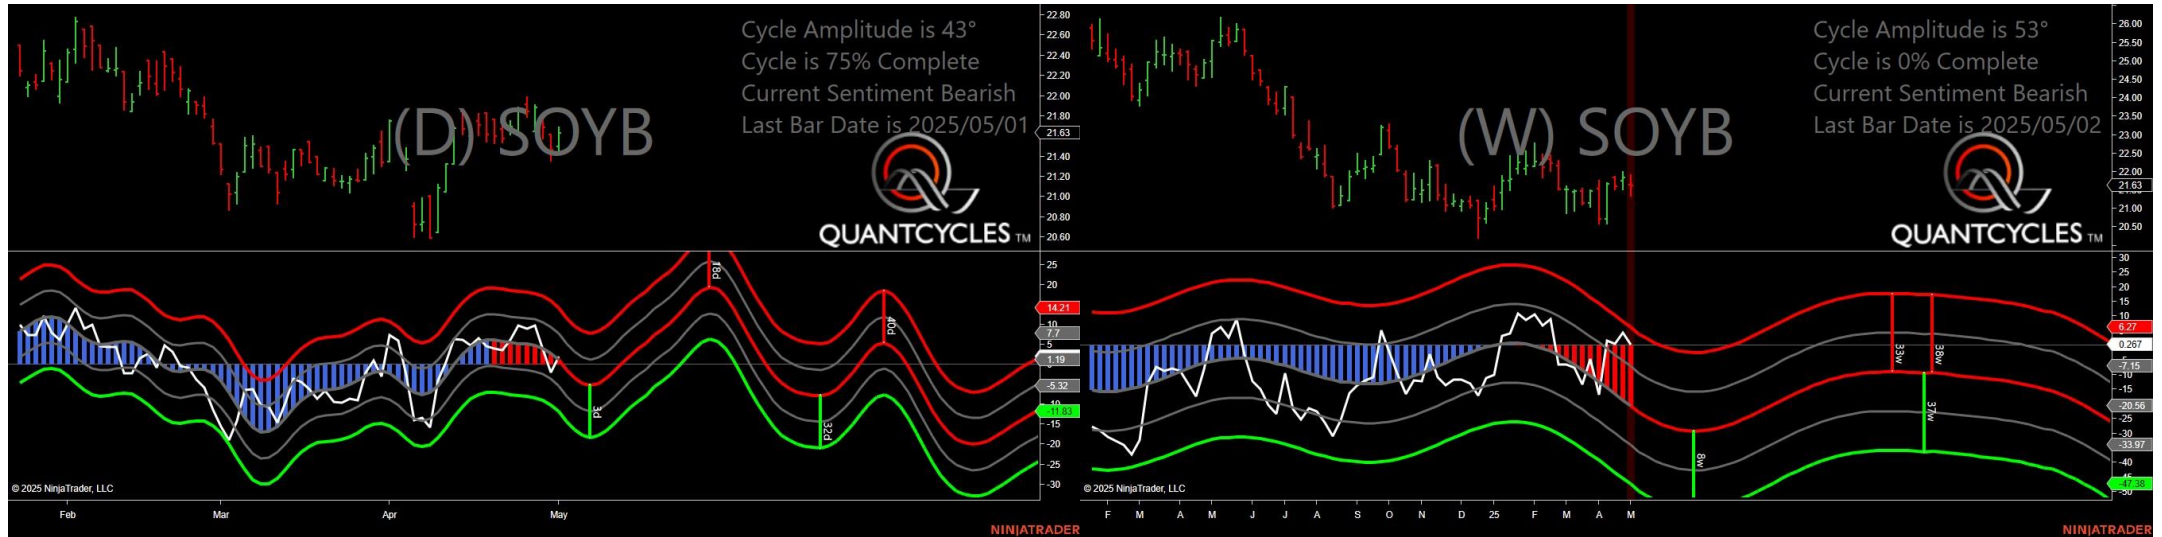 Cycle Amplitude is 43°
Cycle is 75% Complete
Current Sentiment Bearish
Last Bar Date is 2025/05/01
(D) SOYB
QUANTCYCLES TM
22.80
22.60
22.40
22.20
22.00
21.80
21.63
21.40
21.20
21.00
20.80
20.60
25
20
14.21
10
7.7
5
1.19
-5.32
-11.83
-15
-20
-25
-30
3d
18d
32d
40d
© 2025 NinjaTrader, LLC
Feb Mar Apr May
NINJATRADER
Cycle Amplitude is 53°
Cycle is 0% Complete
Current Sentiment Bearish
Last Bar Date is 2025/05/02
(W) SOYB
QUANTCYCLES TM
26.00
25.50
25.00
24.50
24.00
23.50
23.00
22.50
22.00
21.63
21.00
20.50
30
25
20
15
10
6.27
0.267
-7.15
-10
-15
-20.56
-25
-30
-33.97
-40
-47.38
-50
8w
33w
38w
37w
© 2025 NinjaTrader, LLC
F M A M J J A S O N D 25 F M A M
NINJATRADER